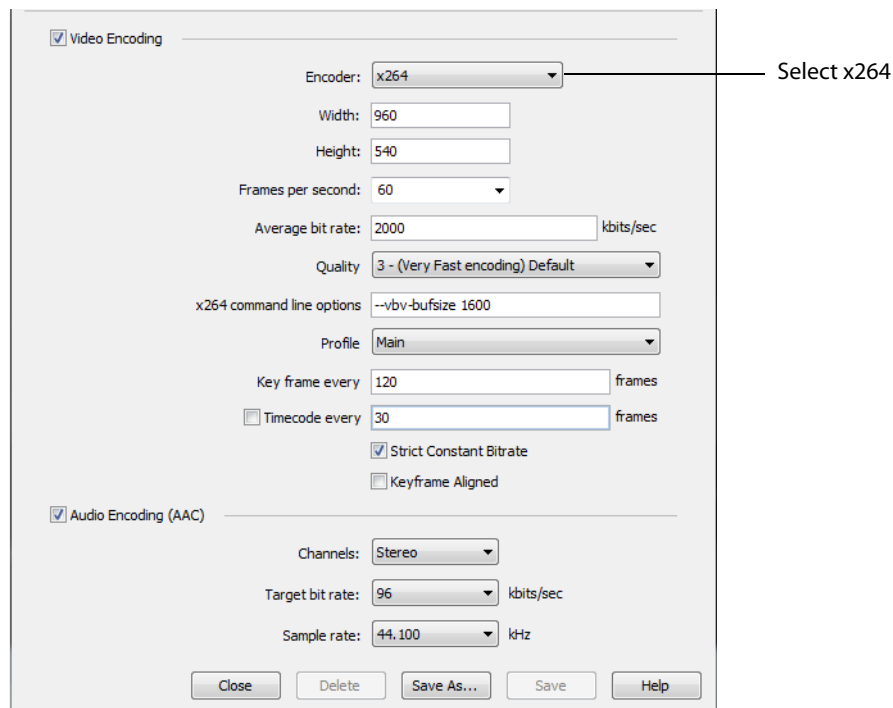 Video Encoding
Encoder: x264 Select x264
Width: 960
Height: 540
Frames per second: 60
Average bit rate: 2000 kbits/sec
Quality 3 - (Very Fast encoding) Default
x264 command line options --vbv-bufsize 1600
Profile Main
Key frame every 120 frames
Timecode every 30 frames
Strict Constant Bitrate
Keyframe Aligned
Audio Encoding (AAC)
Channels: Stereo
Target bit rate: 96 kbits/sec
Sample rate: 44.100 kHz
Close Delete Save As... Save Help